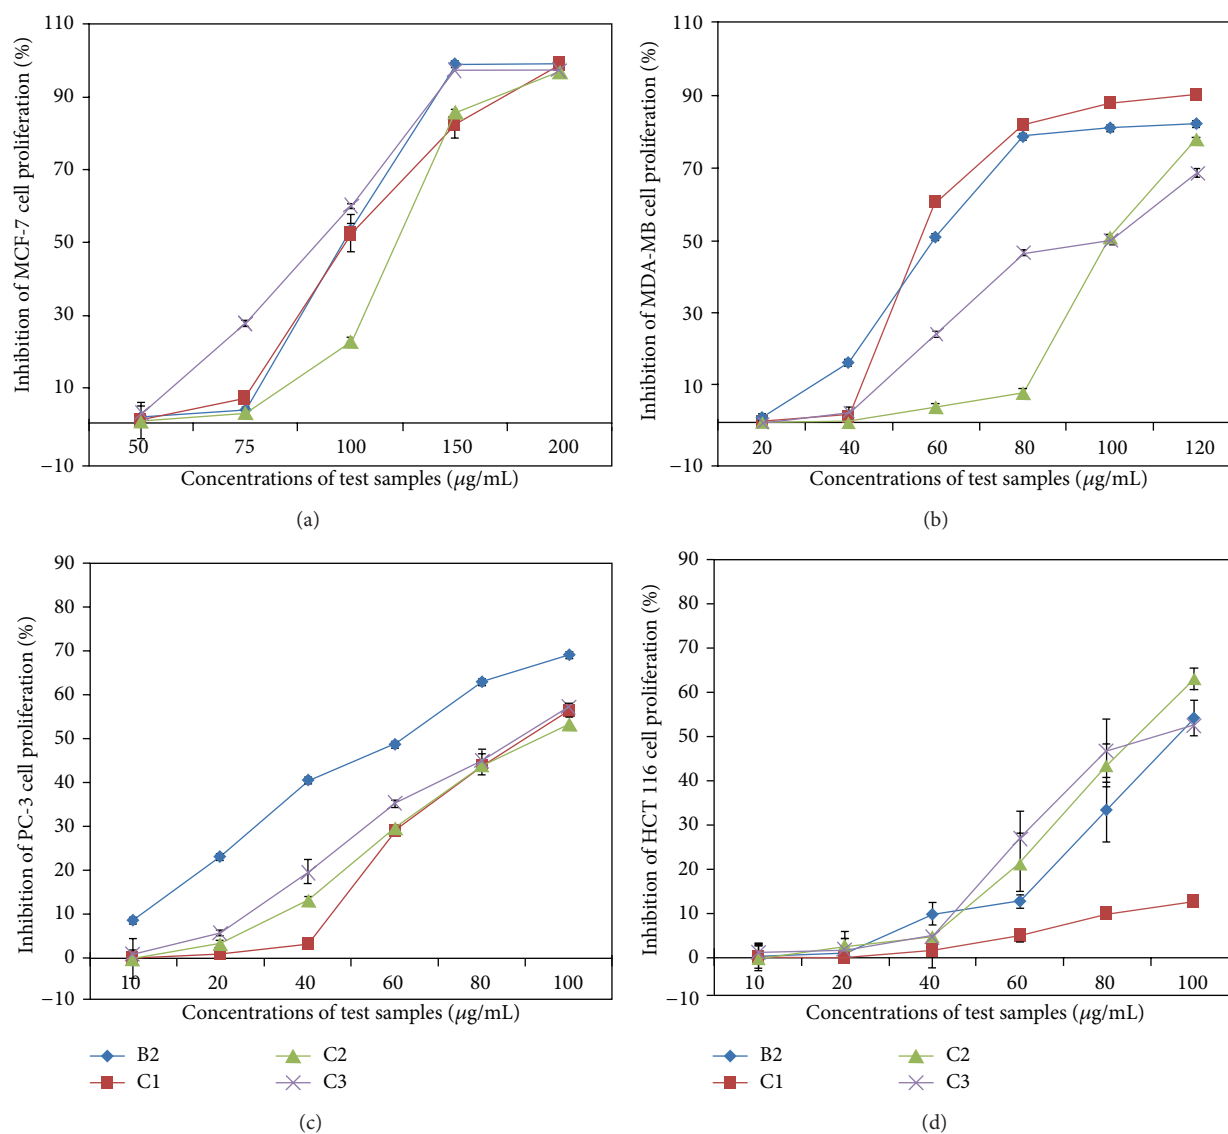 110
90
70
50
30
10
−10
Inhibition of MCF-7 cell proliferation (%)
50 75 100 150 200
Concentrations of test samples (μg/mL)
(a)
110
90
70
50
30
10
−10
Inhibition of MDA-MB cell proliferation (%)
20 40 60 80 100 120
Concentrations of test samples (μg/mL)
(b)
90
80
70
60
50
40
30
20
10
0
−10
Inhibition of PC-3 cell proliferation (%)
10 20 40 60 80 100
Concentrations of test samples (μg/mL)
B2 C2
C1 C3
(c)
90
80
70
60
50
40
30
20
10
0
−10
Inhibition of HCT 116 cell proliferation (%)
10 20 40 60 80 100
Concentrations of test samples (μg/mL)
B2 C2
C1 C3
(d)